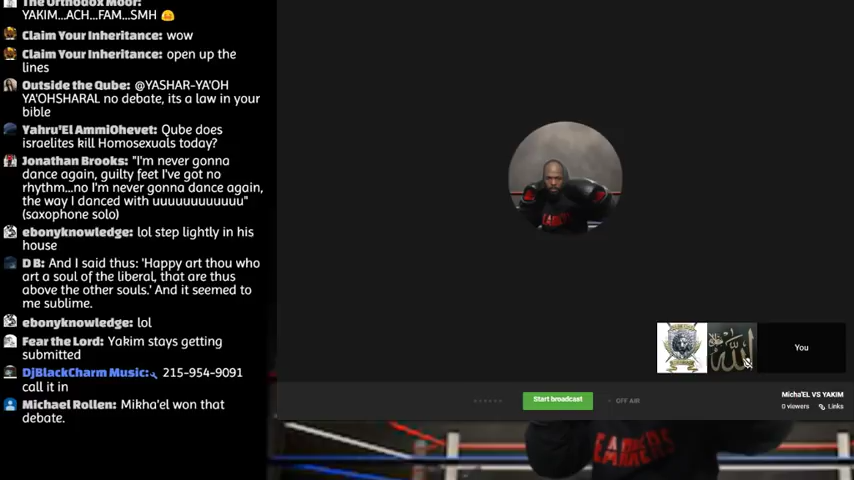 The Orthodox Moor:
YAKIM...ACH...FAM...SMH
Claim Your Inheritance: wow
Claim Your Inheritance: open up the
lines
Outside the Qube: @YASHAR-YA'OH
YA'OHSHARAL no debate, its a law in your
bible
Yahru'El AmmiOhevet: Qube does
israelites kill Homosexuals today?
Jonathan Brooks: "I'm never gonna
dance again, guilty feet I've got no
rhythm...no I'm never gonna dance again,
the way I danced with uuuuuuuuuuuu"
(saxophone solo)
ebonyknowledge: lol step lightly in his
house
D B: And I said thus: 'Happy art thou who
art a soul of the liberal, that are thus
above the other souls.' And it seemed to
me sublime.
ebonyknowledge: lol
Fear the Lord: Yakim stays getting
submitted
DjBlackCharm Music: 215-954-9091
call it in
Michael Rollen: Mikha'el won that
debate.
You
Start broadcast
OFF AIR
Micha'EL VS YAKIM
0 viewers
Links